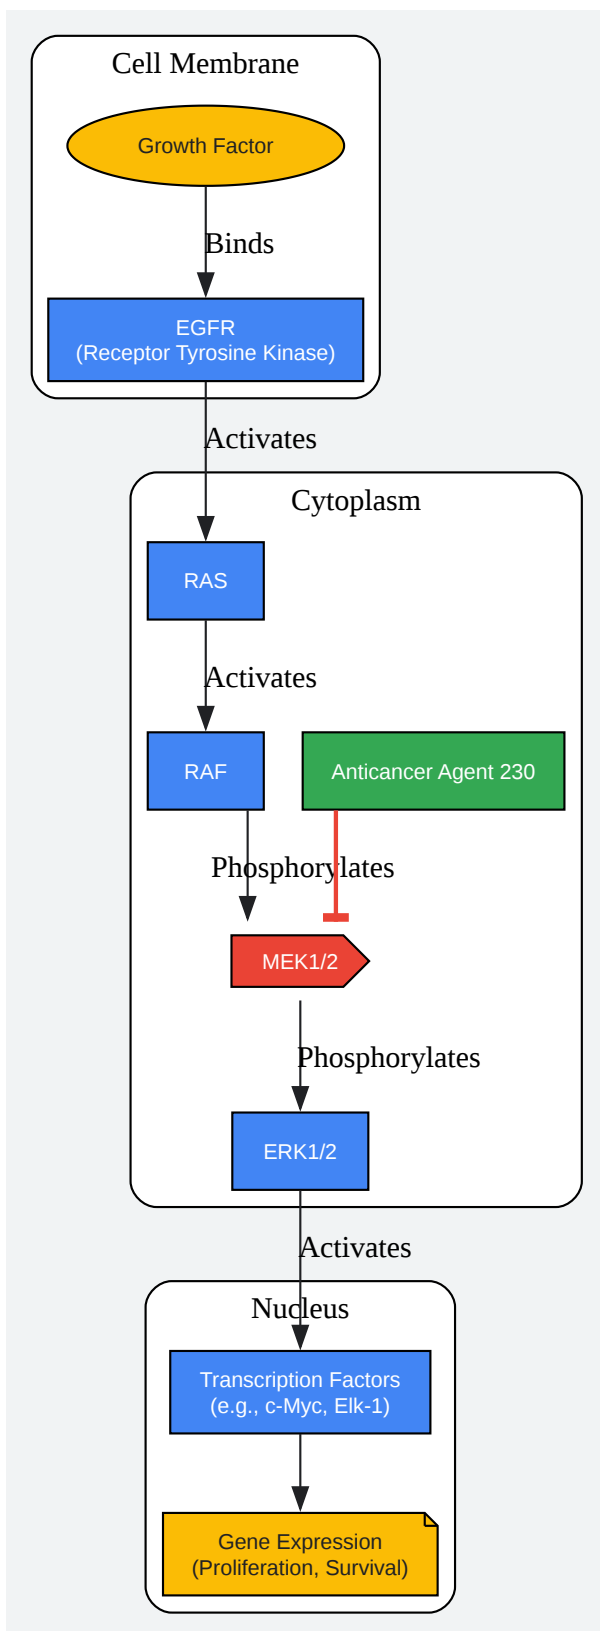 Cell Membrane
Growth Factor
Binds
EGFR
(Receptor Tyrosine Kinase)
Activates
Cytoplasm
RAS
Activates
RAF
Anticancer Agent 230
Phosphorylates
MEK1/2
Phosphorylates
ERK1/2
Activates
Nucleus
Transcription Factors
(e.g., c-Myc, Elk-1)
Gene Expression
(Proliferation, Survival)